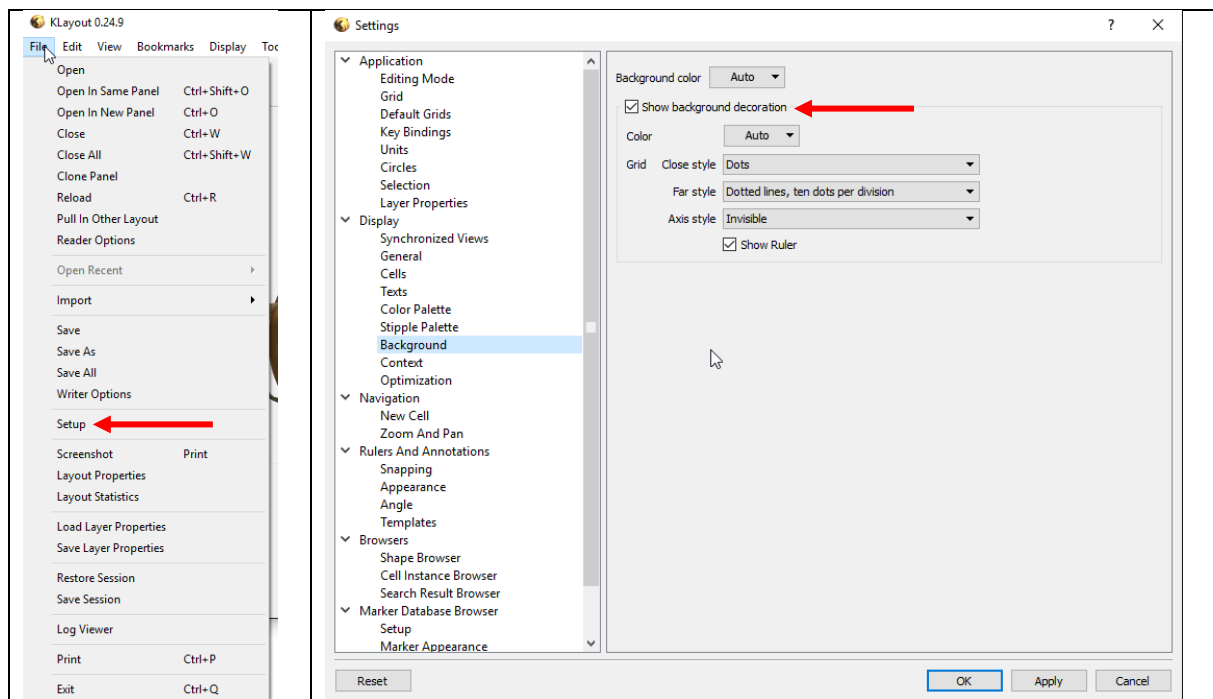 KLayout 0.24.9
File Edit View Bookmarks Display Too
Open
Open In Same Panel Ctrl+Shift+O
Open In New Panel Ctrl+O
Close Ctrl+W
Close All Ctrl+Shift+W
Clone Panel
Reload Ctrl+R
Pull In Other Layout
Reader Options
Open Recent
Import
Save
Save As
Save All
Writer Options
Setup
Screenshot Print
Layout Properties
Layout Statistics
Load Layer Properties
Save Layer Properties
Restore Session
Save Session
Log Viewer
Print Ctrl+P
Exit Ctrl+Q
Settings ?
Application
Editing Mode
Grid
Default Grids
Key Bindings
Units
Circles
Selection
Layer Properties
Display
Synchronized Views
General
Cells
Texts
Color Palette
Stipple Palette
Background
Context
Optimization
Navigation
New Cell
Zoom And Pan
Rulers And Annotations
Snapping
Appearance
Angle
Templates
Browsers
Shape Browser
Cell Instance Browser
Search Result Browser
Marker Database Browser
Setup
Marker Appearance
Background color Auto
Show background decoration
Color Auto
Grid Close style Dots
Far style Dotted lines, ten dots per division
Axis style Invisible
Show Ruler
Reset OK Apply Cancel